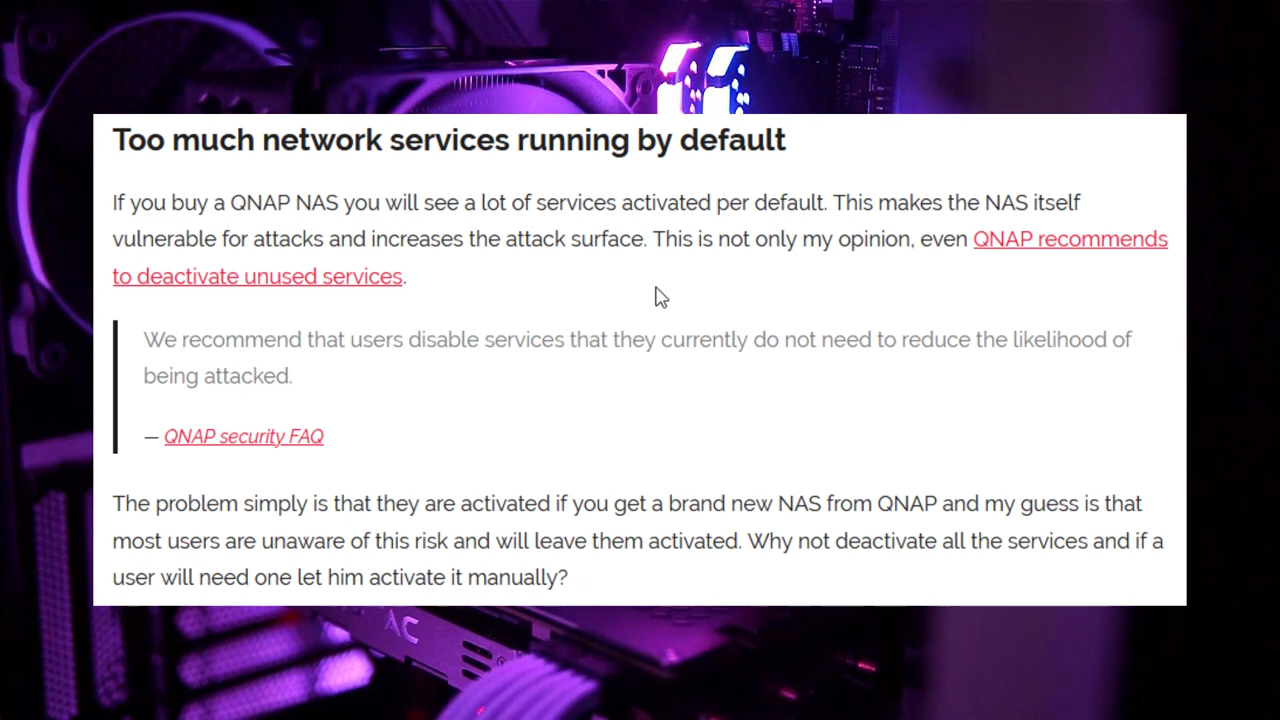 Too much network services running by default
If you buy a QNAP NAS you will see a lot of services activated per default. This makes the NAS itself
vulnerable for attacks and increases the attack surface. This is not only my opinion, even QNAP recommends
to deactivate unused services.
We recommend that users disable services that they currently do not need to reduce the likelihood of
being attacked.
— QNAP security FAQ
The problem simply is that they are activated if you get a brand new NAS from QNAP and my guess is that
most users are unaware of this risk and will leave them activated. Why not deactivate all the services and if a
user will need one let him activate it manually?
AC